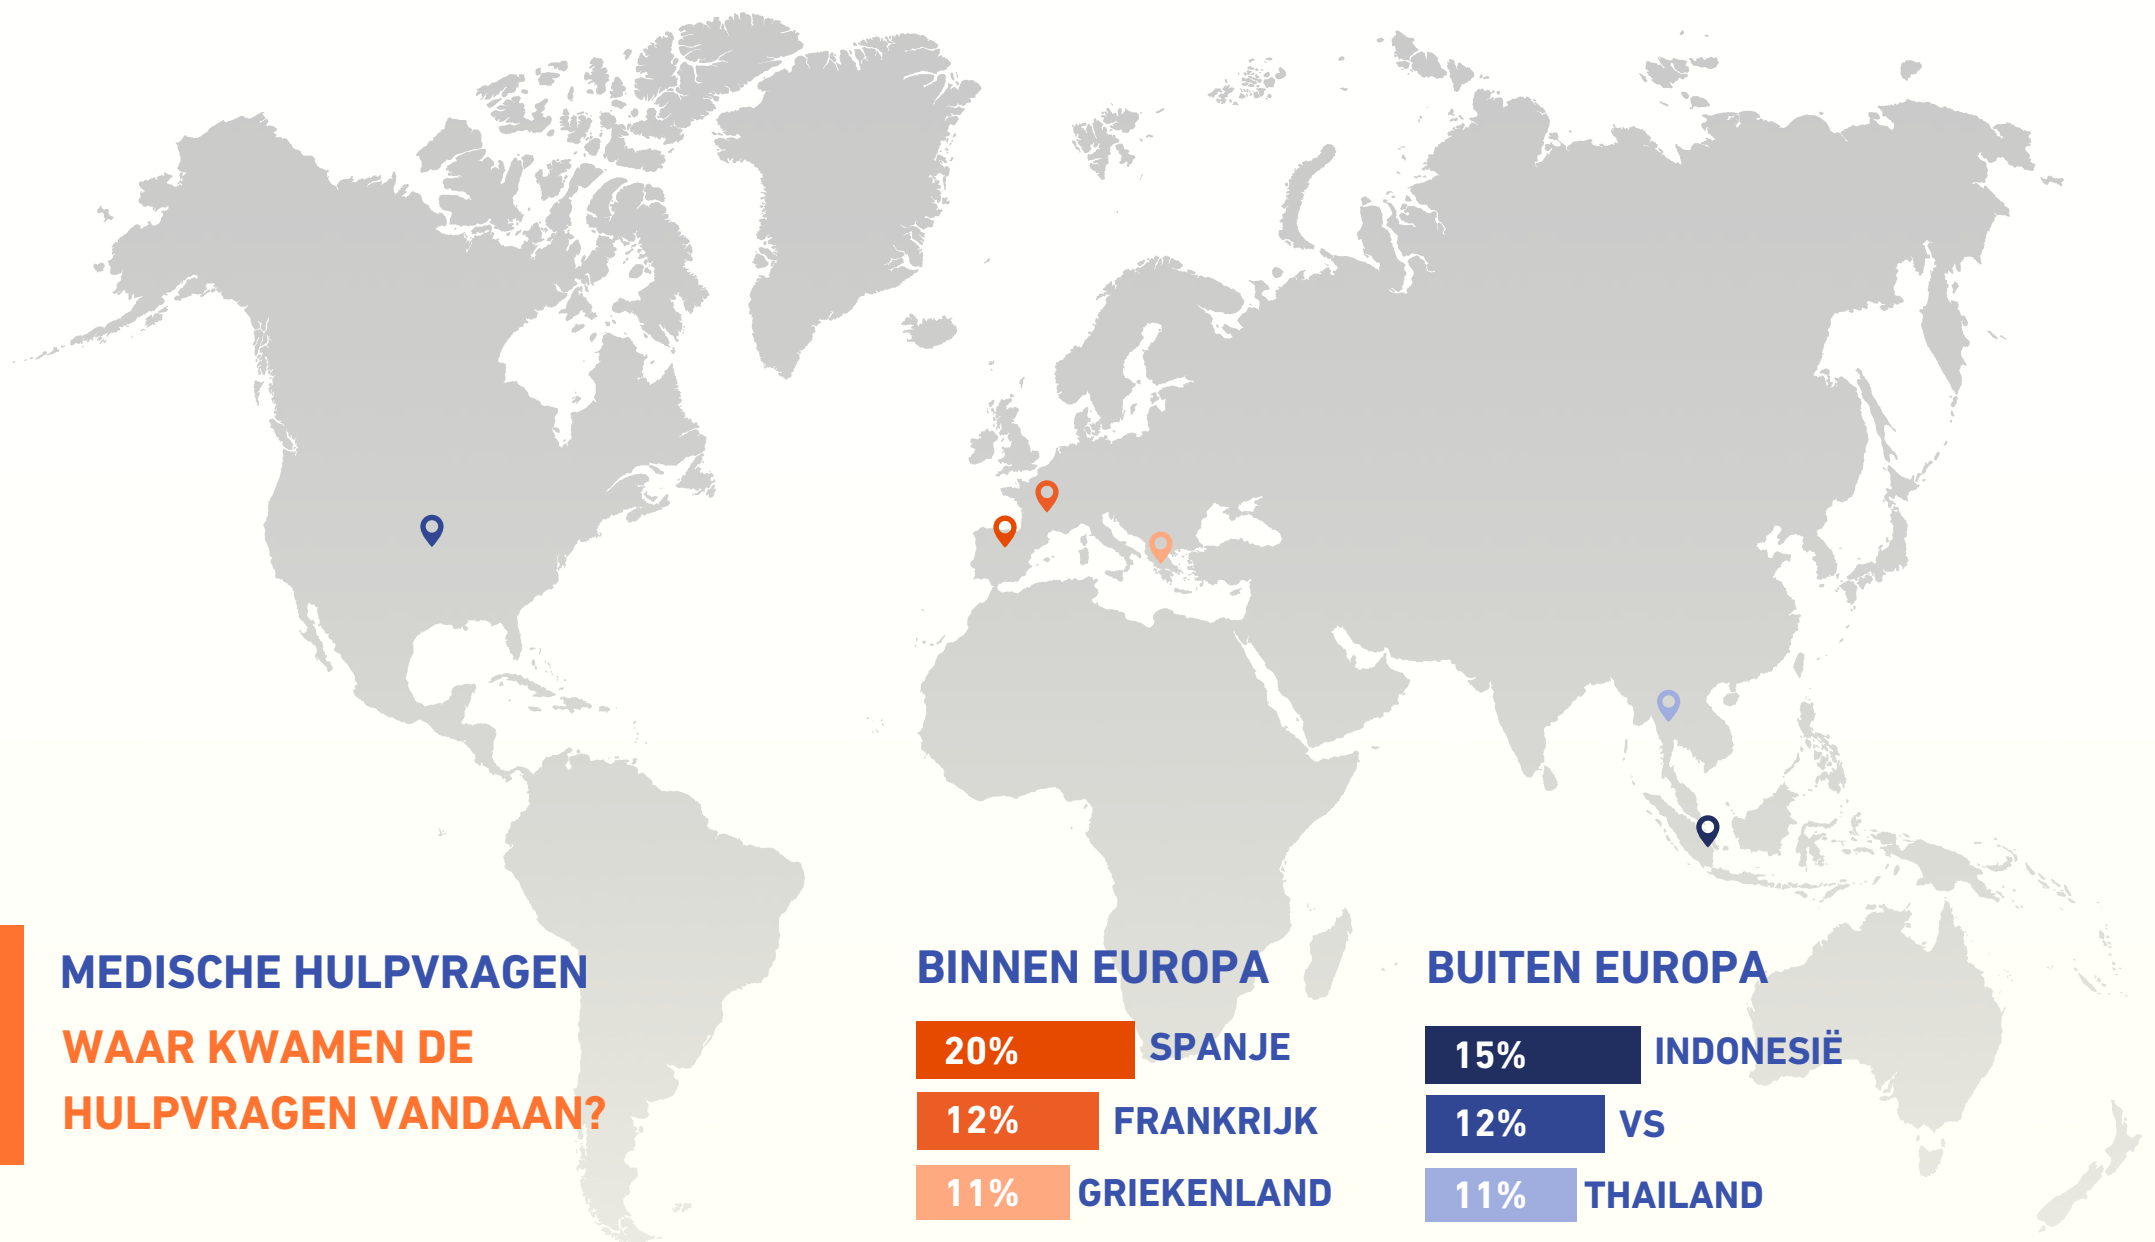 MEDISCHE HULPVRAGEN
WAAR KWAMEN DE
HULPVRAGEN VANDAAN?
BINNEN EUROPA
20% SPANJE
12% FRANKRIJK
11% GRIEKENLAND
BUITEN EUROPA
15% INDONESIË
12% VS
11% THAILAND